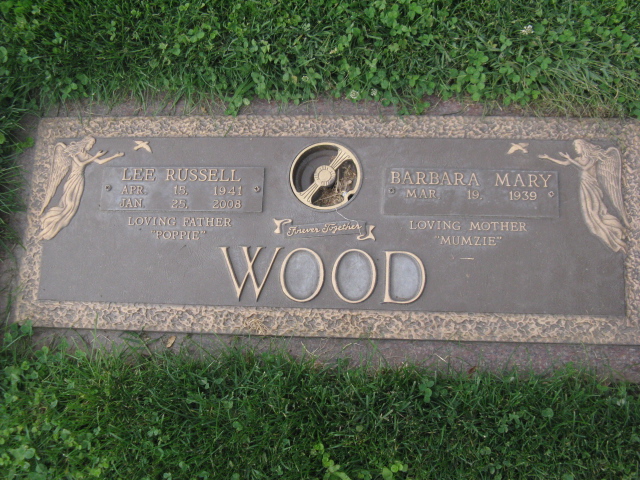 LEE RUSSELL
APR. 15, 1941
JAN. 25, 2008
LOVING FATHER
"POPPIE"
Forever Together
BARBARA MARY
MAR. 19, 1939
LOVING MOTHER
"MUMZIE"
WOOD